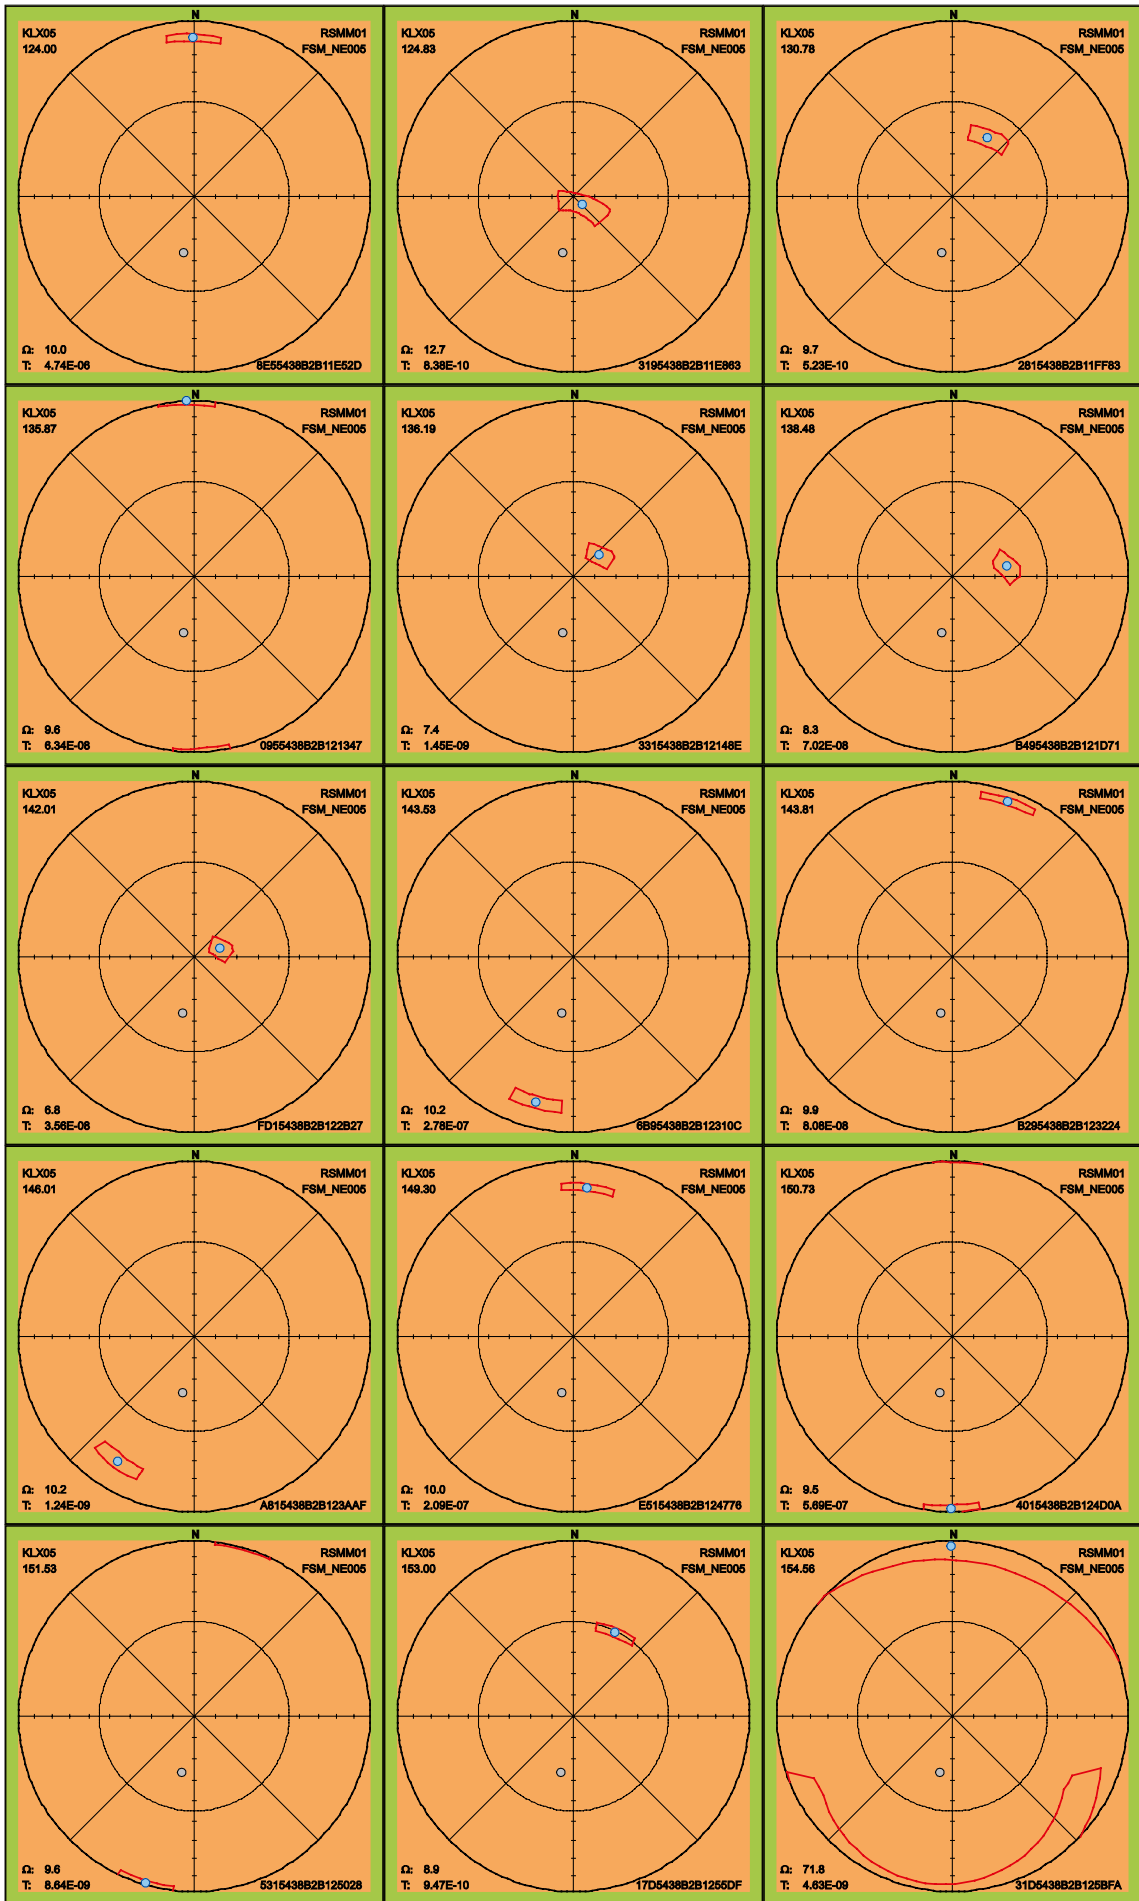 N
KLX05 RSMM01
124.00 FSM_NE005
Ω: 10.0
T: 4.74E-06 8E55438B2B11E52D
KLX05 RSMM01
124.83 FSM_NE005
Ω: 12.7
T: 8.38E-10 3195438B2B11E863
N
KLX05 RSMM01
130.78 FSM_NE005
Ω: 9.7
T: 5.23E-10 2815438B2B11FF83
N
KLX05 RSMM01
135.87 FSM_NE005
Ω: 9.6
T: 6.34E-08 0955438B2B121347
N
KLX05 RSMM01
136.19 FSM_NE005
Ω: 7.4
T: 1.45E-09 3315438B2B12148E
N
KLX05 RSMM01
138.48 FSM_NE005
Ω: 8.3
T: 7.02E-08 B495438B2B121D71
N
KLX05 RSMM01
142.01 FSM_NE005
Ω: 6.8
T: 3.56E-08 FD15438B2B122B27
N
KLX05 RSMM01
143.53 FSM_NE005
Ω: 10.2
T: 2.78E-07 6B95438B2B12310C
N
KLX05 RSMM01
143.81 FSM_NE005
Ω: 9.9
T: 8.08E-08 B295438B2B123224
N
KLX05 RSMM01
146.01 FSM_NE005
Ω: 10.2
T: 1.24E-09 A815438B2B123AAF
N
KLX05 RSMM01
149.30 FSM_NE005
Ω: 10.0
T: 2.09E-07 E515438B2B124776
N
KLX05 RSMM01
150.73 FSM_NE005
Ω: 9.5
T: 5.69E-07 4015438B2B124D0A
N
KLX05 RSMM01
151.53 FSM_NE005
Ω: 9.6
T: 8.64E-09 5315438B2B125028
N
KLX05 RSMM01
153.00 FSM_NE005
Ω: 8.9
T: 9.47E-10 17D5438B2B1255DF
N
KLX05 RSMM01
154.56 FSM_NE005
Ω: 71.8
T: 4.63E-09 31D5438B2B125BFA